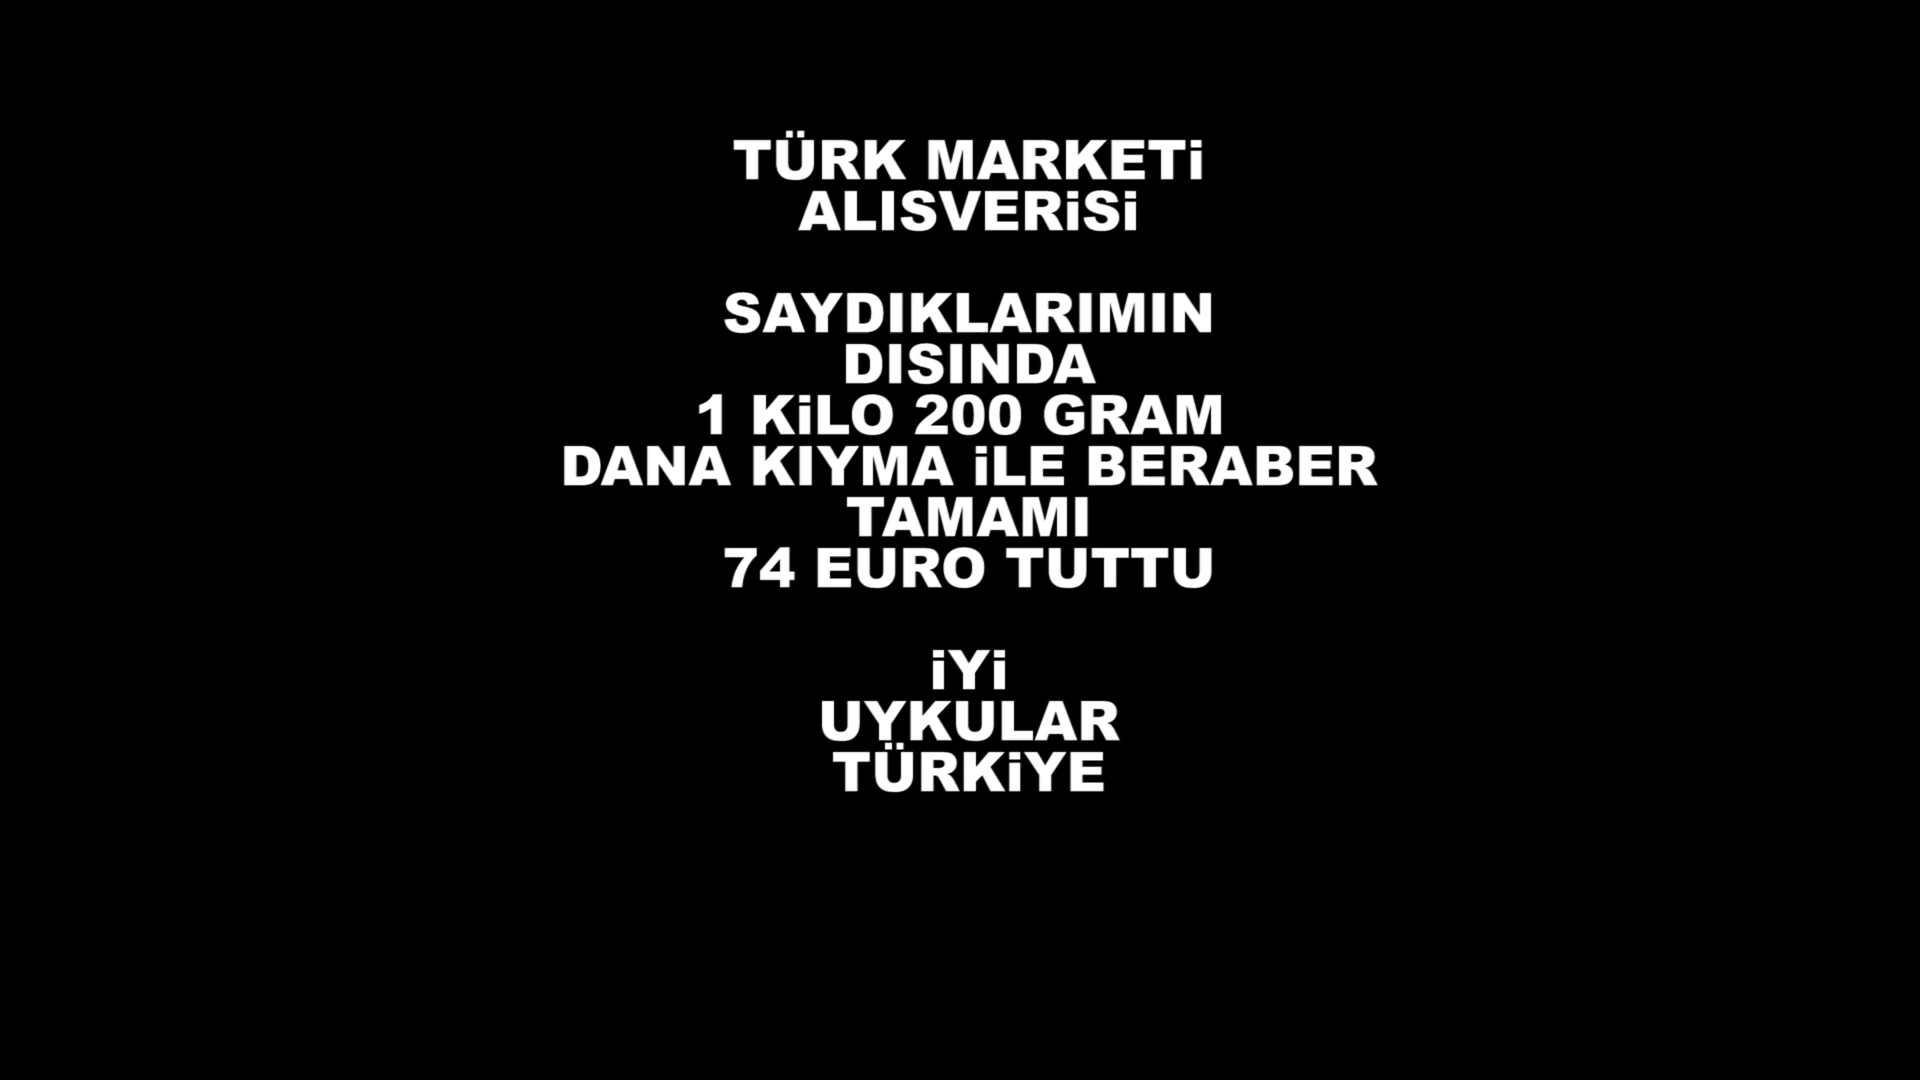 TÜRK MARKETi
ALISVERiSi
SAYDIKLARIMIN
DISINDA
1 KiLO 200 GRAM
DANA KIYMA iLE BERABER
TAMAMI
74 EURO TUTTU
iYi
UYKULAR
TÜRKiYE